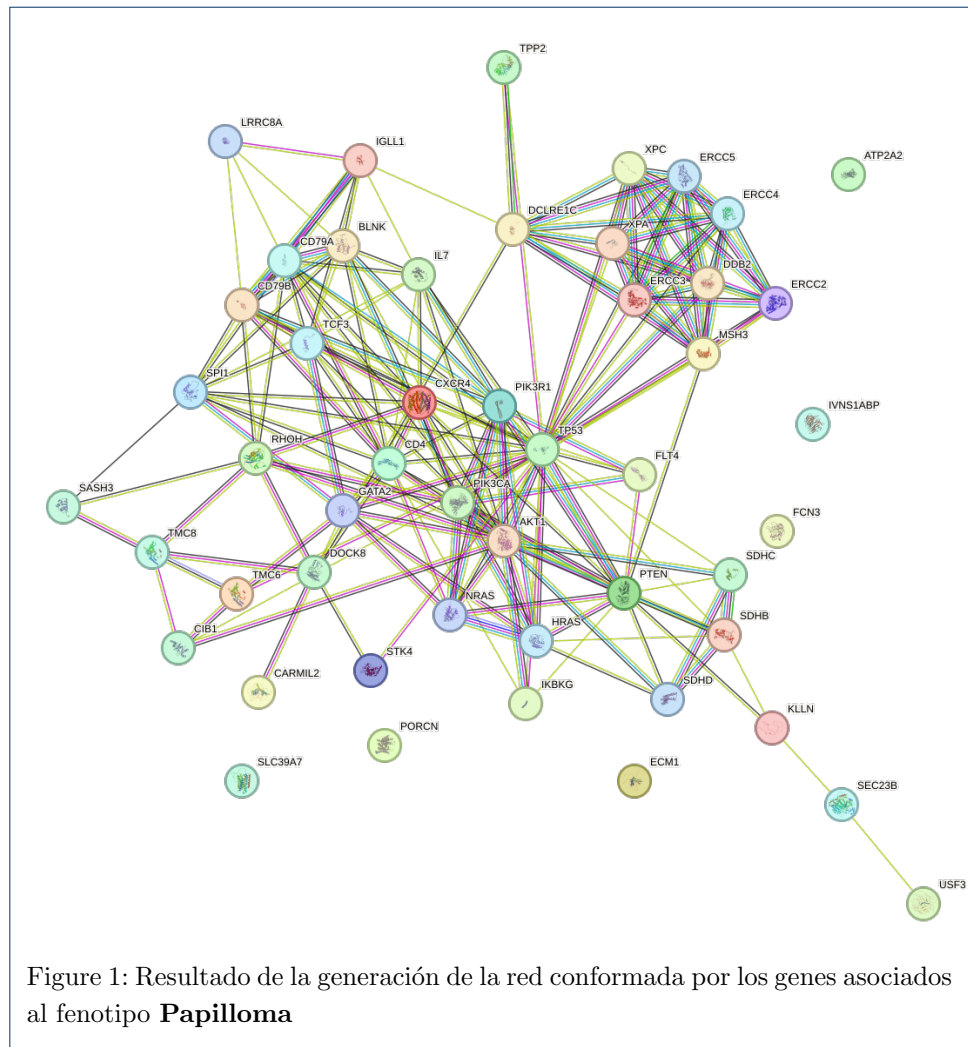 TPP2
LRRC8A
IGLL1
XPC
ERCC5
ATP2A2
ERCC4
DCLRE1C
XPA
BLNK
CD79A
IL7
DDB2
ERCC3
ERCC2
CD79B
TCF3
MSH3
SPI1
CXCR4
PIK3R1
IVNS1ABP
RHOH
CD4
TP53
FLT4
SASH3
GATA2
PIK3CA
FCN3
TMC8
AKT1
DOCK8
SDHC
TMC6
PTEN
NRAS
SDHB
CIB1
HRAS
STK4
CARMIL2
IKBKG
SDHD
KLLN
PORCN
SLC39A7
ECM1
SEC23B
USF3
Figure 1: Resultado de la generación de la red conformada por los genes asociados
al fenotipo Papilloma